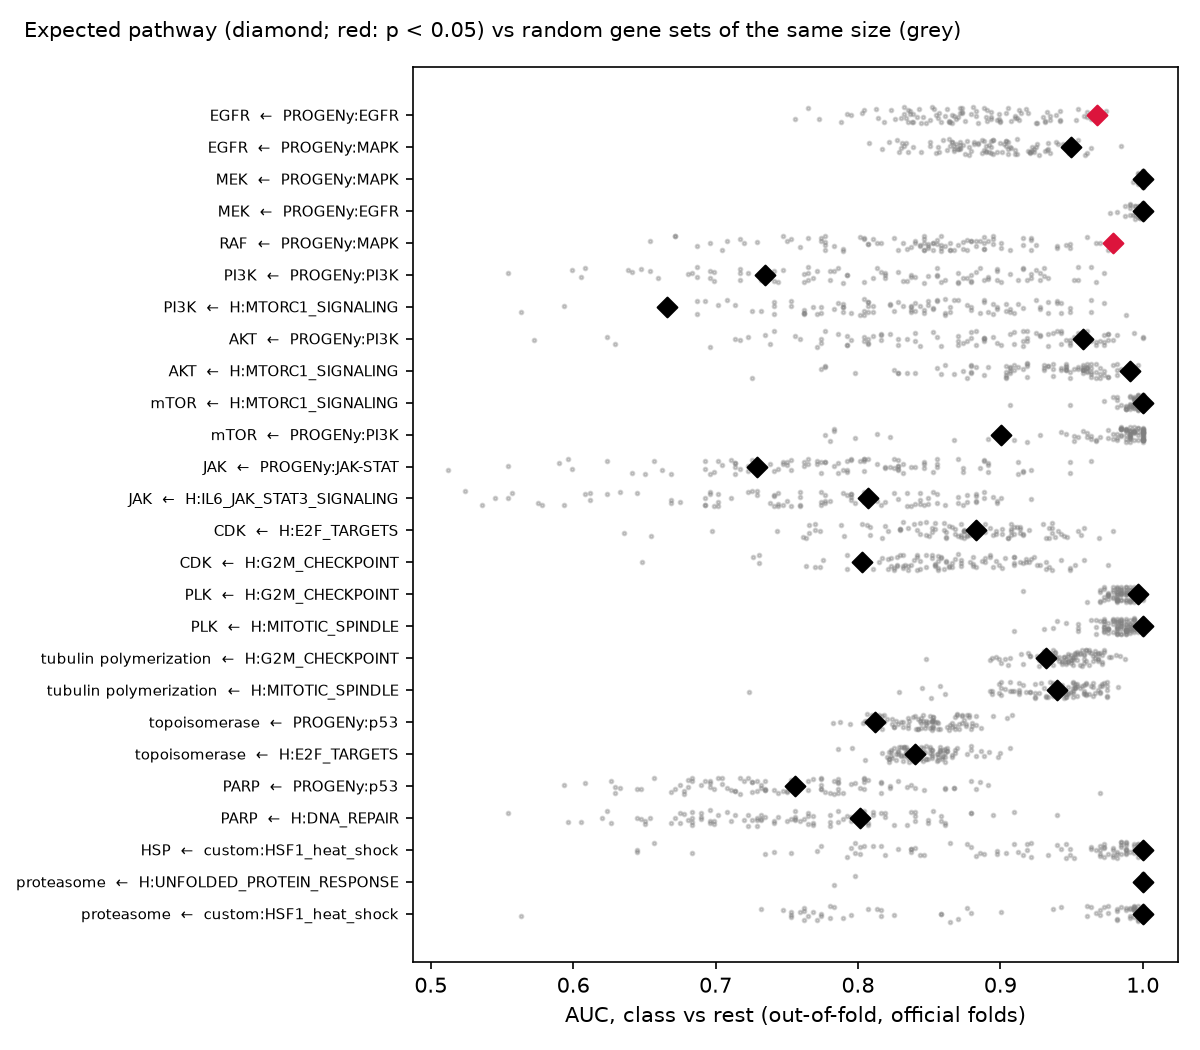 Expected pathway (diamond; red: p < 0.05) vs random gene sets of the same size (grey)
EGFR ← PROGENy:EGFR
EGFR ← PROGENy:MAPK
MEK ← PROGENy:MAPK
MEK ← PROGENy:EGFR
RAF ← PROGENy:MAPK
PI3K ← PROGENy:PI3K
PI3K ← H:MTORC1_SIGNALING
AKT ← PROGENy:PI3K
AKT ← H:MTORC1_SIGNALING
mTOR ← H:MTORC1_SIGNALING
mTOR ← PROGENy:PI3K
JAK ← PROGENy:JAK-STAT
JAK ← H:IL6_JAK_STAT3_SIGNALING
CDK ← H:E2F_TARGETS
CDK ← H:G2M_CHECKPOINT
PLK ← H:G2M_CHECKPOINT
PLK ← H:MITOTIC_SPINDLE
tubulin polymerization ← H:G2M_CHECKPOINT
tubulin polymerization ← H:MITOTIC_SPINDLE
topoisomerase ← PROGENy:p53
topoisomerase ← H:E2F_TARGETS
PARP ← PROGENy:p53
PARP ← H:DNA_REPAIR
HSP ← custom:HSF1_heat_shock
proteasome ← H:UNFOLDED_PROTEIN_RESPONSE
proteasome ← custom:HSF1_heat_shock
0.5 0.6 0.7 0.8 0.9 1.0
AUC, class vs rest (out-of-fold, official folds)